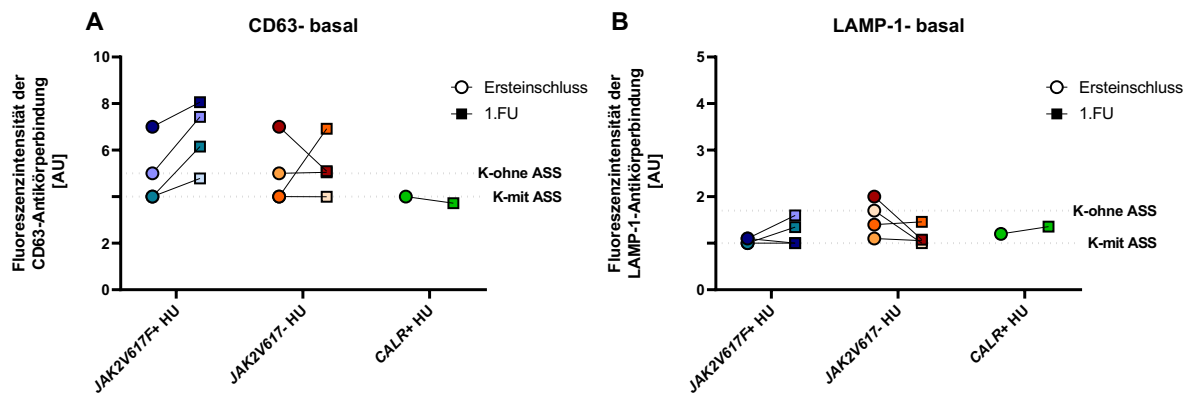 A
CD63- basal
Fluoreszenzintensität der
CD63-Antikörperbindung
[AU]
10
8
6
4
2
0
Ersteinschluss
1.FU
K-ohne ASS
K-mit ASS
JAK2V617F+ HU
JAK2V617- HU
CALR+ HU
B
LAMP-1- basal
Fluoreszenzintensität der
LAMP-1-Antikörperbindung
[AU]
5
4
3
2
1
0
Ersteinschluss
1.FU
K-ohne ASS
K-mit ASS
JAK2V617F+ HU
JAK2V617- HU
CALR+ HU